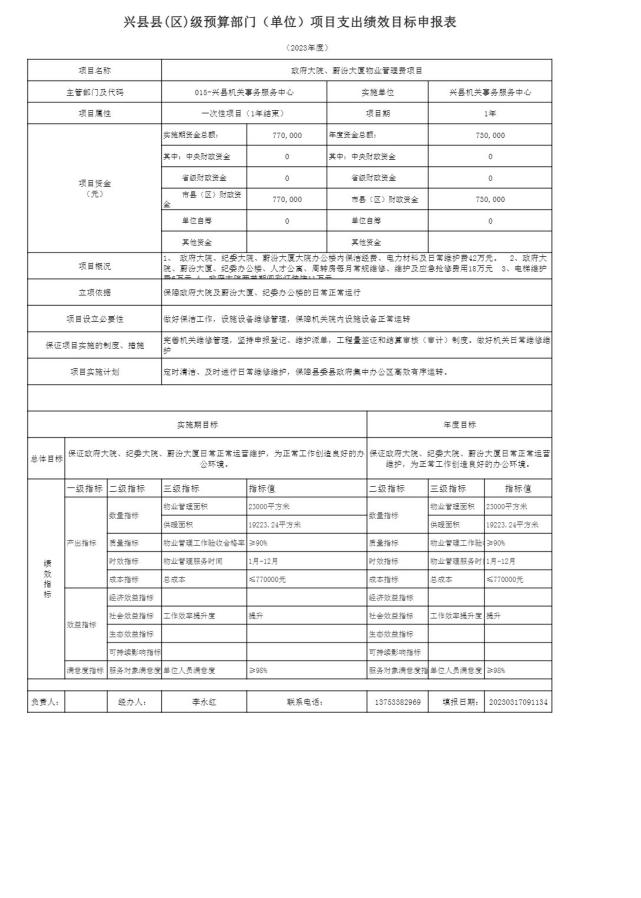 兴县县(区)级预算部门（单位）项目支出绩效目标申报表
（2023年度）
项目名称 政府大院、蔚汾大厦物业管理费项目
主管部门及代码 015-兴县机关事务服务中心 实施单位 兴县机关事务服务中心
项目属性 一次性项目（1年结束） 项目期 1年
项目资金
（元）
实施期资金总额： 770,000 年度资金总额： 730,000
其中：中央财政资金 0 其中：中央财政资金 0
省级财政资金 0 省级财政资金 0
市县（区）财政资金 770,000 市县（区）财政资金 730,000
单位自筹 0 单位自筹 0
其他资金 其他资金
项目概况
1、 政府大院、纪委大院、蔚汾大厦大院办公楼内保洁经费、电力材料及日常维护费42万元。 2、政府大
院、蔚汾大厦、纪委办公楼、人才公寓、周转房每月常规维修、维护及应急抢修费用18万元 3、电梯维护
立项依据 保障政府大院及蔚汾大厦、纪委办公楼的日常正常运行
项目设立必要性 做好保洁工作，设施设备维修管理，保障机关院内设施设备正常运转
保证项目实施的制度、措施
完善机关维修管理，坚持申报登记、维护派单，工程量签证和结算审核（审计）制度。做好机关日常维修维
护
项目实施计划 定时清洁、及时进行日常维修维护，保障县委县政府集中办公区高效有序运转。
实施期目标 年度目标
总体目标
保证政府大院、纪委大院、蔚汾大厦日常正常运营维护，为正常工作创造良好的办
公环境。
保证政府大院、纪委大院、蔚汾大厦日常正常运营
维护，为正常工作创造良好的办公环境。
绩效指标
一级指标 二级指标 三级指标 指标值 二级指标 三级指标 指标值
产出指标
数量指标 物业管理面积 23000平方米 数量指标 物业管理面积 23000平方米
供暖面积 19223.24平方米 供暖面积 19223.24平方米
质量指标 物业管理工作验收合格率 ≥90% 质量指标 物业管理工作验 ≥90%
时效指标 物业管理服务时间 1月-12月 时效指标 物业管理服务时 1月-12月
成本指标 总成本 ≤770000元 成本指标 总成本 ≤770000元
效益指标
经济效益指标 经济效益指标
社会效益指标 工作效率提升度 提升 社会效益指标 工作效率提升度 提升
生态效益指标 生态效益指标
可持续影响指标 可持续影响指标
满意度指标 服务对象满意度 单位人员满意度 ≥98% 服务对象满意度指 单位人员满意度 ≥98%
负责人： 经办人： 李永红 联系电话： 13753382969 填报日期： 20230317091134